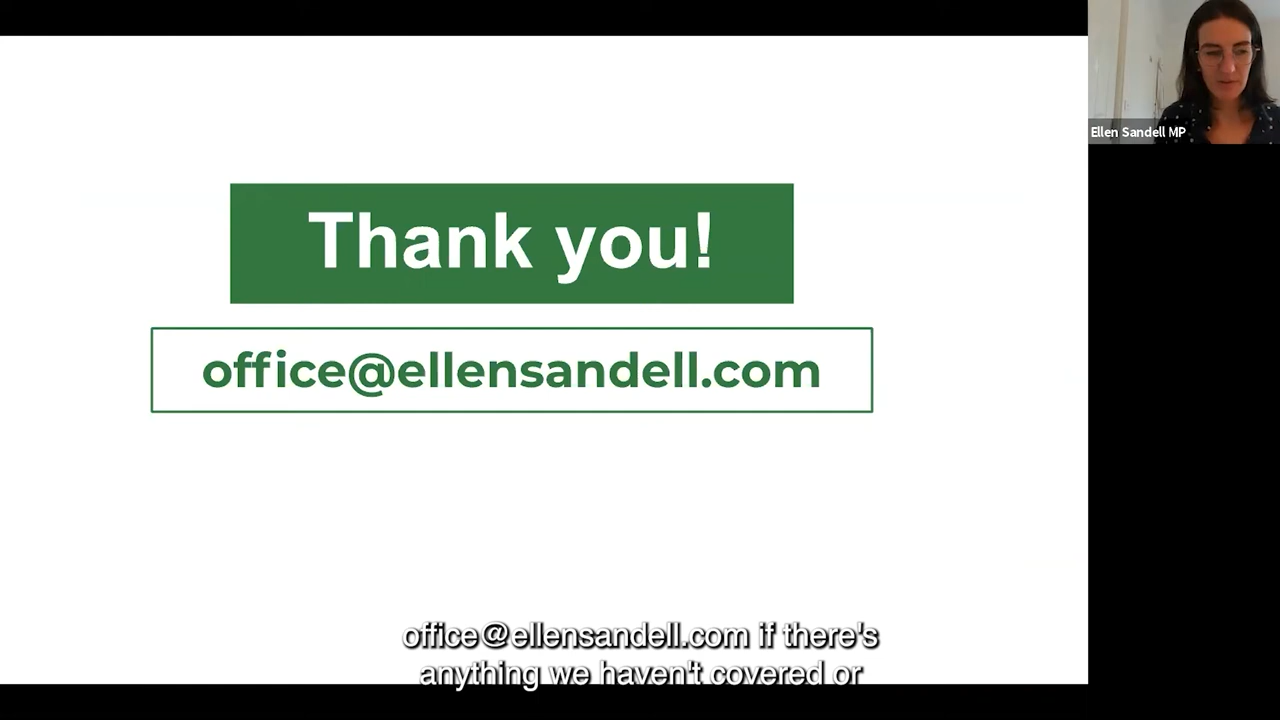 Ellen Sandell MP
Thank you!
office@ellensandell.com
office@ellensandell.com if there's
anything we haven't covered or